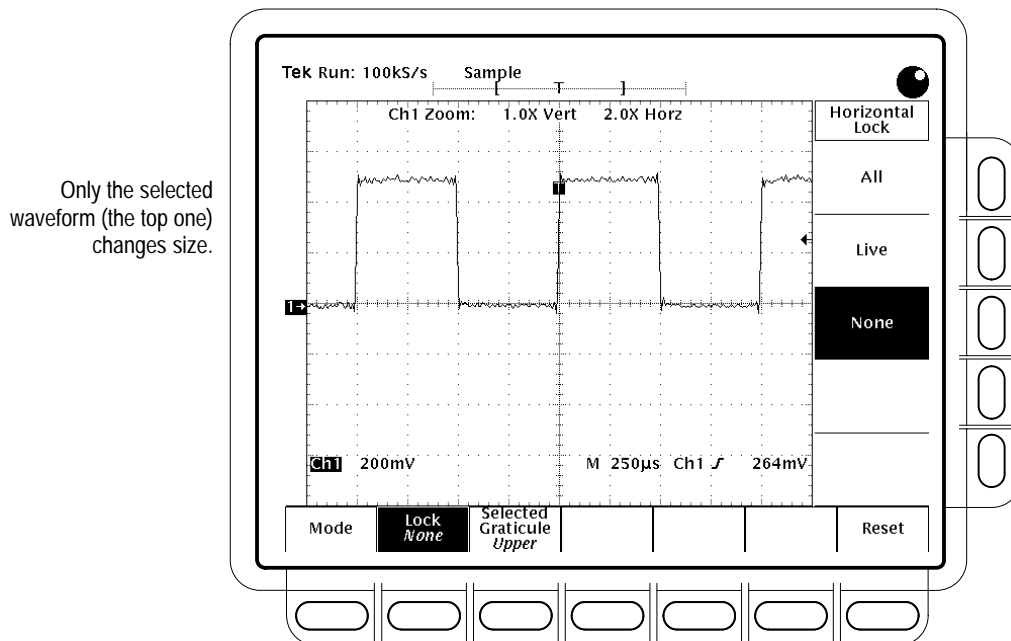 Tek Run: 100kS/s Sample
[ T ]
Ch1 Zoom: 1.0X Vert 2.0X Horz
Horizontal
Lock
All
Live
None
Only the selected
waveform (the top one)
changes size.
T
1→
Ch1 200mV M 250µs Ch1 264mV
Mode
Lock
None
Selected
Graticule
Upper
Reset